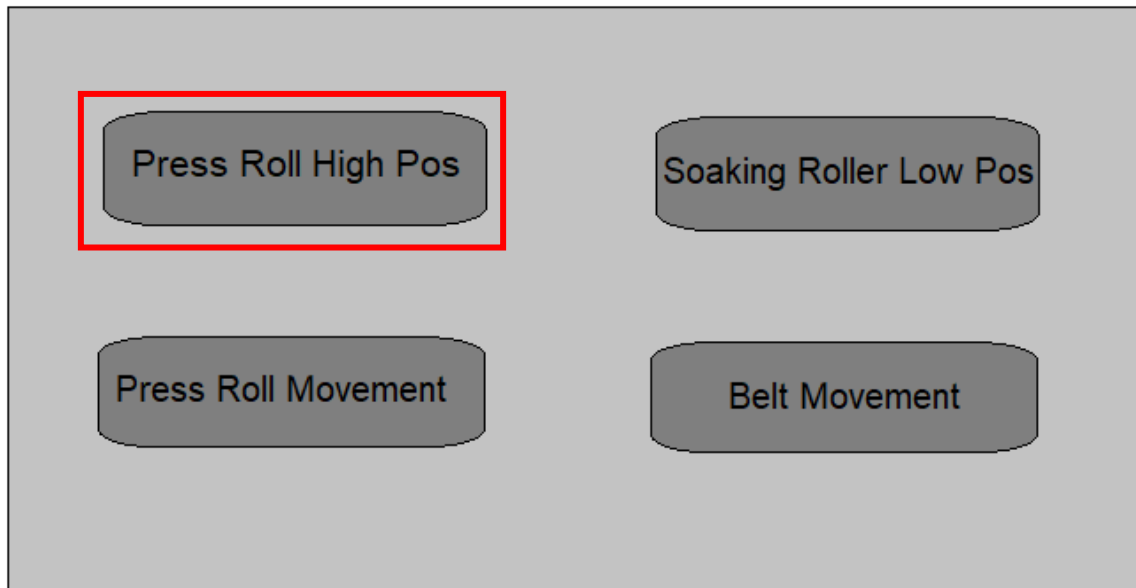 Press Roll High Pos
Soaking Roller Low Pos
Press Roll Movement
Belt Movement